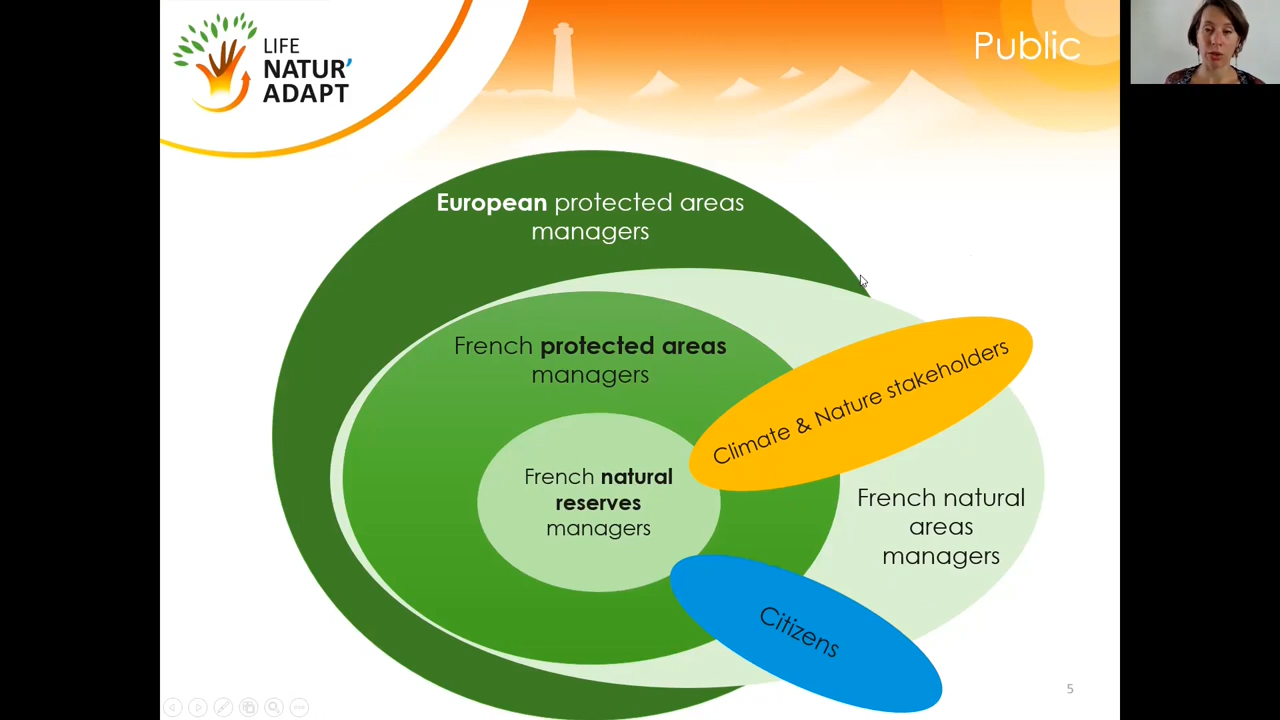 LIFE
NATUR'
ADAPT
Public
European protected areas
managers
French protected areas
managers
Climate & Nature stakeholders
French natural
reserves
managers
French natural
areas
managers
Citizens
5